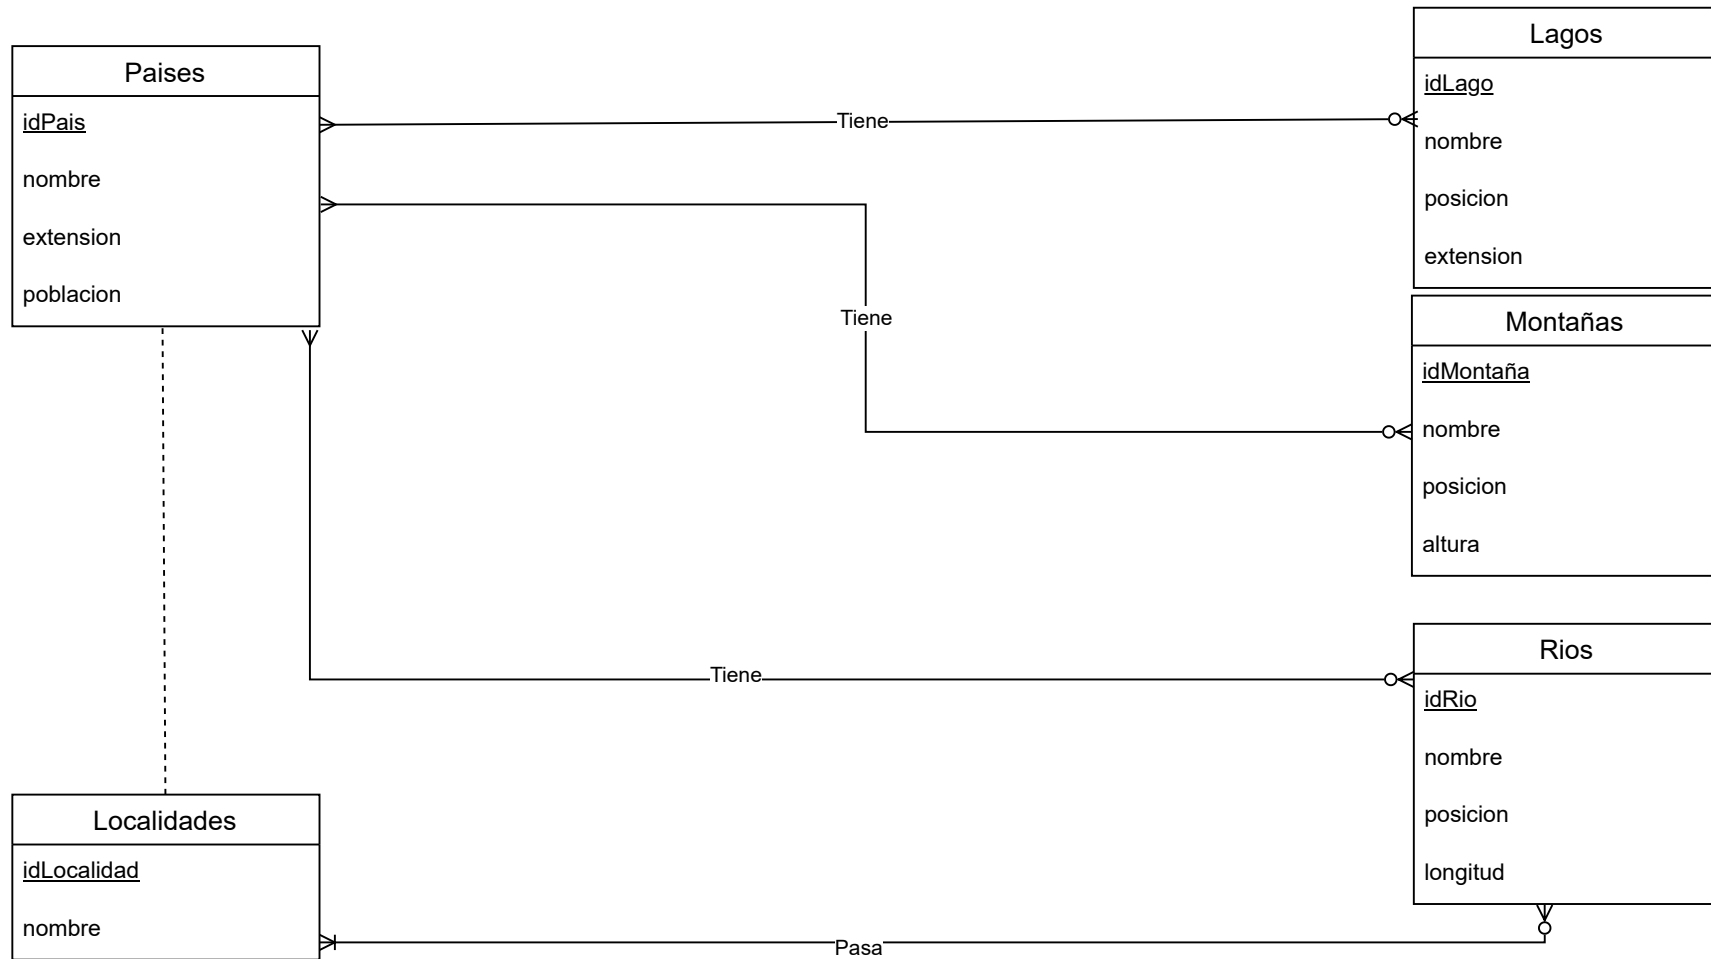 Paises
idPais
nombre
extension
poblacion
Tiene
Lagos
idLago
nombre
posicion
extension
Tiene
Montañas
idMontaña
nombre
posicion
altura
Tiene
Rios
idRio
nombre
posicion
longitud
Localidades
idLocalidad
nombre
Pasa